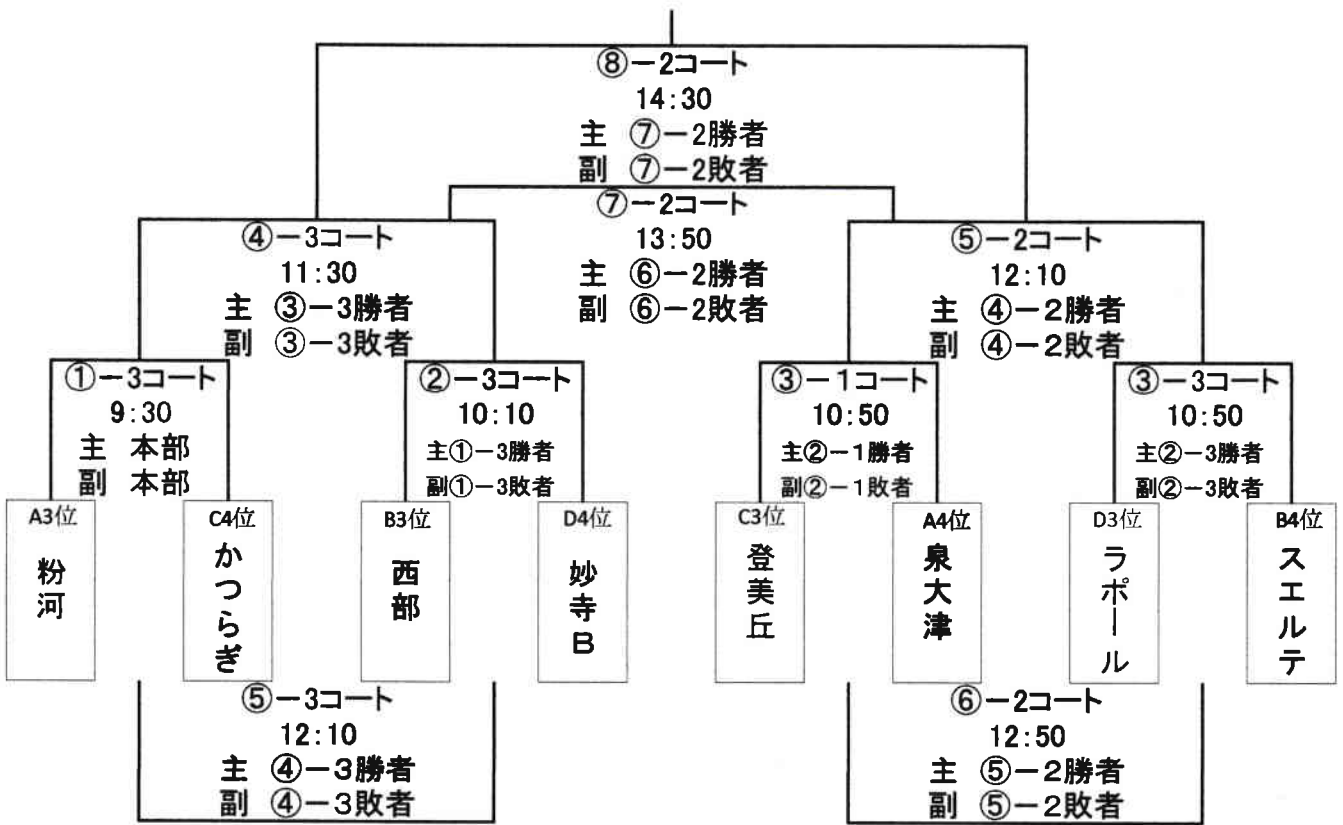 ⑧－2コート
14:30
主 ⑦－2勝者
副 ⑦－2敗者
⑦－2コート
13:50
主 ⑥－2勝者
副 ⑥－2敗者
④－3コート
11:30
主 ③－3勝者
副 ③－3敗者
⑤－2コート
12:10
主 ④－2勝者
副 ④－2敗者
①－3コート
9:30
主 本部
副 本部
②－3コート
10:10
主①－3勝者
副①－3敗者
③－1コート
10:50
主②－1勝者
副②－1敗者
③－3コート
10:50
主②－3勝者
副②－3敗者
A3位
粉河
C4位
かつらぎ
B3位
西部
D4位
妙寺B
C3位
登美丘
A4位
泉大津
D3位
ラポール
B4位
スエルテ
⑤－3コート
12:10
主 ④－3勝者
副 ④－3敗者
⑥－2コート
12:50
主 ⑤－2勝者
副 ⑤－2敗者